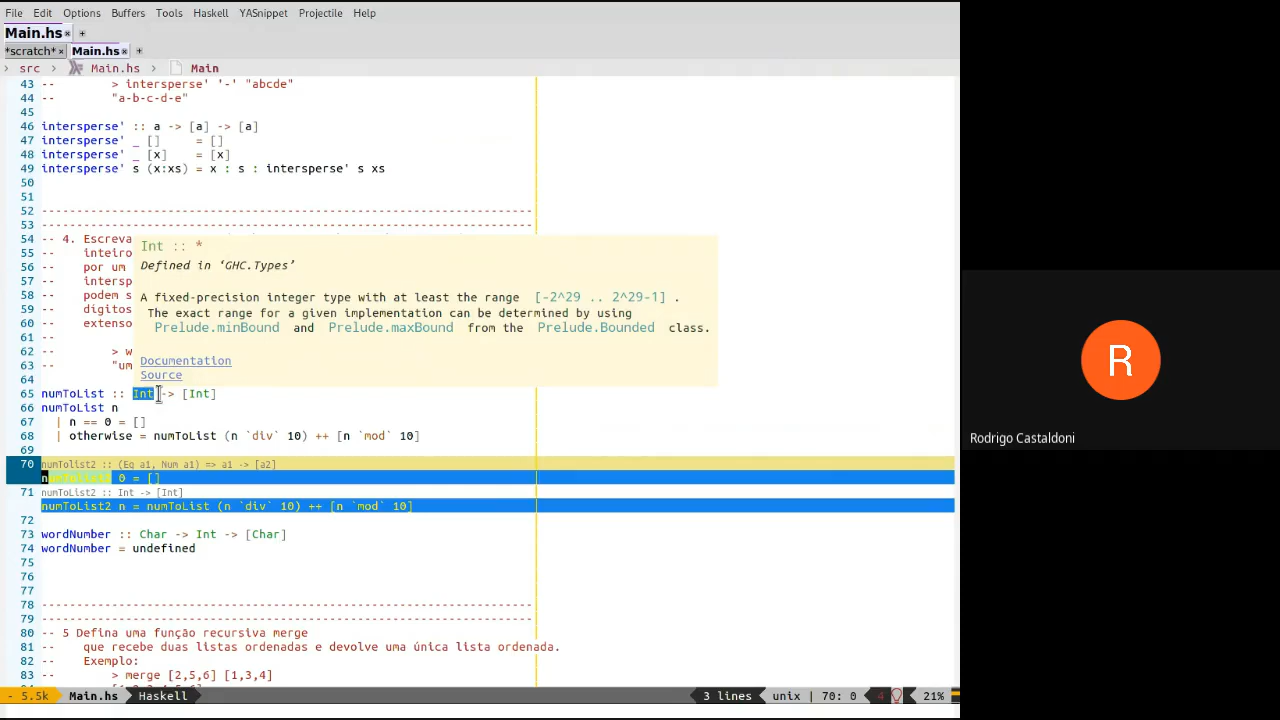 File Edit Options Buffers Tools Haskell YASnippet Projectile Help
Main.hs × +
*scratch* × Main.hs × +
› src › Main.hs › Main
43 -- > intersperse' '-' "abcde"
44 -- "a-b-c-d-e"
45
46 intersperse' :: a -> [a] -> [a]
47 intersperse' _ [] = []
48 intersperse' _ [x] = [x]
49 intersperse' s (x:xs) = x : s : intersperse' s xs
50
51
52 ----------------------------------------------------------------------
53 ----------------------------------------------------------------------
54 -- 4. Escreva
55 -- inteiro
56 -- por um
57 -- intersp
58 -- podem s
59 -- digitos
60 -- extenso
61 --
62 -- > w
63 -- "um
64
Int :: *
Defined in ‘GHC.Types’
A fixed-precision integer type with at least the range [-2^29 .. 2^29-1] .
The exact range for a given implementation can be determined by using
Prelude.minBound and Prelude.maxBound from the Prelude.Bounded class.
Documentation
Source
65 numToList :: Int -> [Int]
66 numToList n
67 | n == 0 = []
68 | otherwise = numToList (n `div` 10) ++ [n `mod` 10]
69
70 numTolist2 :: (Eq a1, Num a1) => a1 -> [a2]
numTolist2 0 = []
71 numToList2 :: Int -> [Int]
numToList2 n = numToList (n `div` 10) ++ [n `mod` 10]
72
73 wordNumber :: Char -> Int -> [Char]
74 wordNumber = undefined
75
76
77
78 ----------------------------------------------------------------------
79 ----------------------------------------------------------------------
80 -- 5 Defina uma função recursiva merge
81 -- que recebe duas listas ordenadas e devolve uma única lista ordenada.
82 -- Exemplo:
83 -- > merge [2,5,6] [1,3,4]
- 5.5k Main.hs Haskell 3 lines unix | 70: 0 4 21%
R
Rodrigo Castaldoni